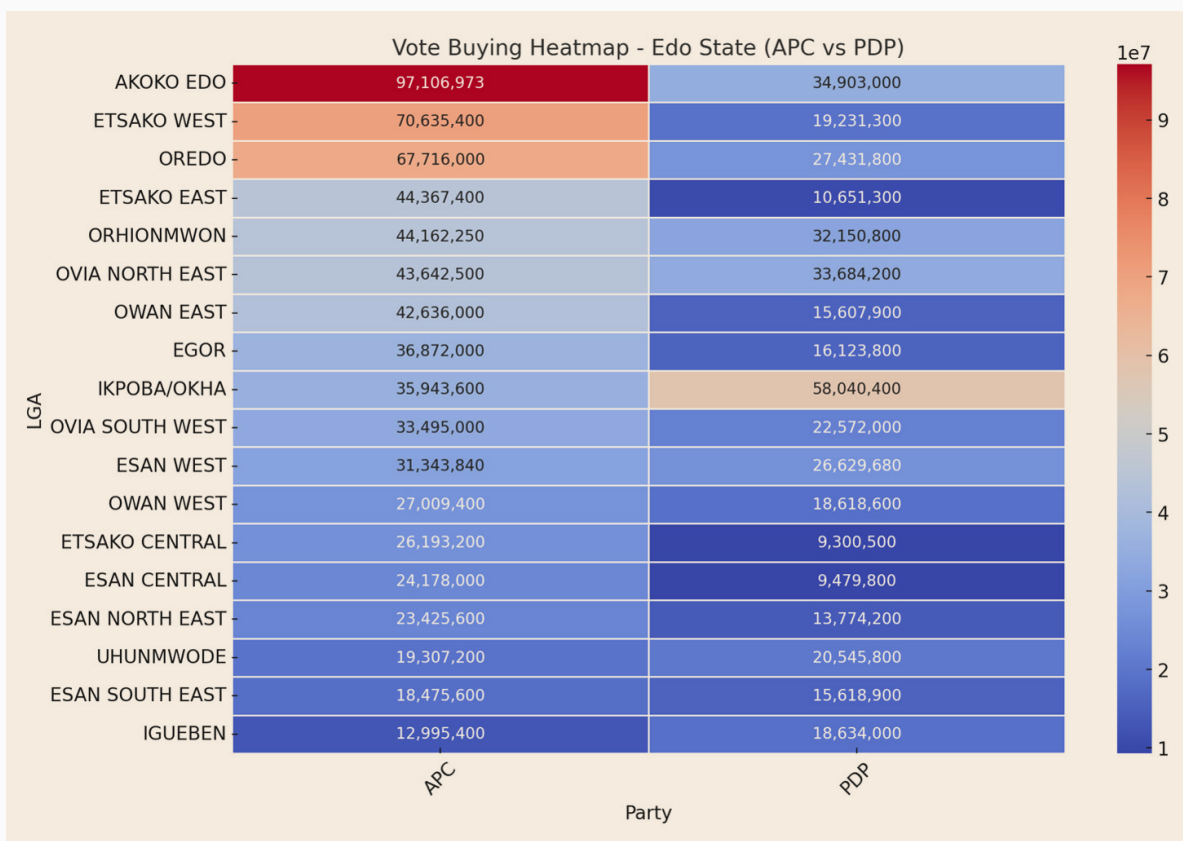 Vote Buying Heatmap - Edo State (APC vs PDP)
1e7
AKOKO EDO 97,106,973 34,903,000
ETSAKO WEST 70,635,400 19,231,300
OREDO 67,716,000 27,431,800
ETSAKO EAST 44,367,400 10,651,300
ORHIONMWON 44,162,250 32,150,800
OVIA NORTH EAST 43,642,500 33,684,200
OWAN EAST 42,636,000 15,607,900
EGOR 36,872,000 16,123,800
IKPOBA/OKHA 35,943,600 58,040,400
OVIA SOUTH WEST 33,495,000 22,572,000
ESAN WEST 31,343,840 26,629,680
OWAN WEST 27,009,400 18,618,600
ETSAKO CENTRAL 26,193,200 9,300,500
ESAN CENTRAL 24,178,000 9,479,800
ESAN NORTH EAST 23,425,600 13,774,200
UHUNMWODE 19,307,200 20,545,800
ESAN SOUTH EAST 18,475,600 15,618,900
IGUEBEN 12,995,400 18,634,000
LGA
APC PDP
Party
9
8
7
6
5
4
3
2
1